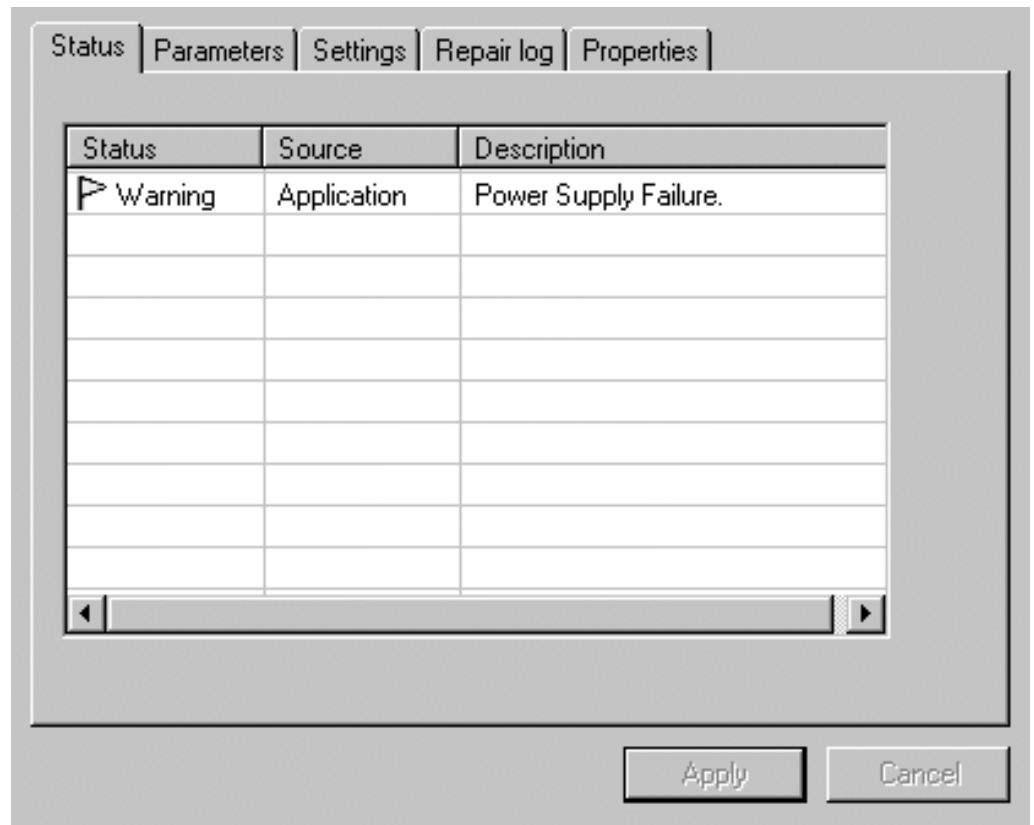 Status Parameters Settings Repair log Properties
Status Source Description
Warning Application Power Supply Failure.
Apply Cancel